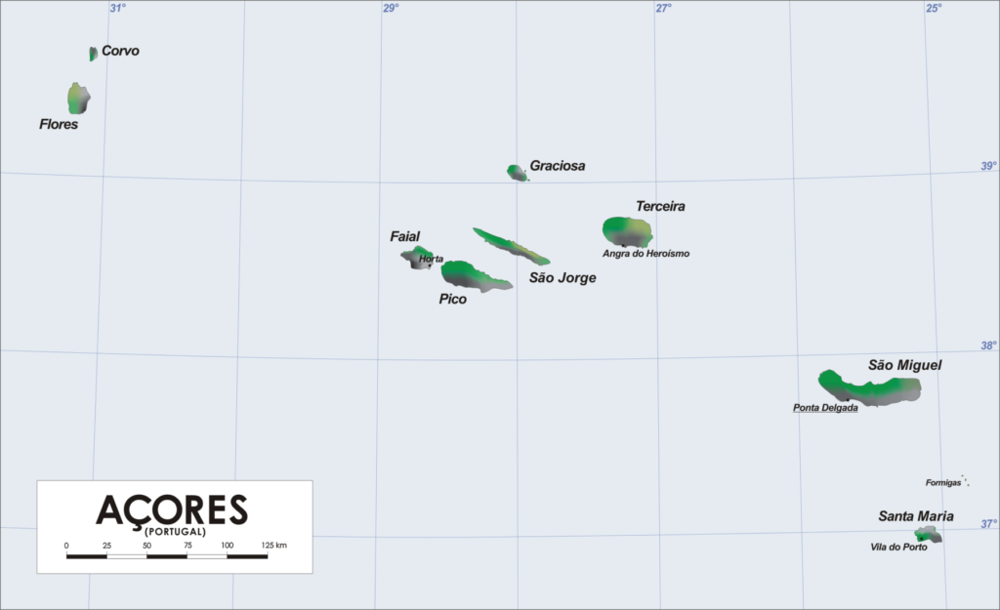 31°
29°
27°
25°
Corvo
Flores
Graciosa
39°
Terceira
Faial
Angra do Heroísmo
Horta
São Jorge
Pico
38°
São Miguel
Ponta Delgada
Formigas
AÇORES
(PORTUGAL)
0 25 50 75 100 125 km
Santa Maria
37°
Vila do Porto